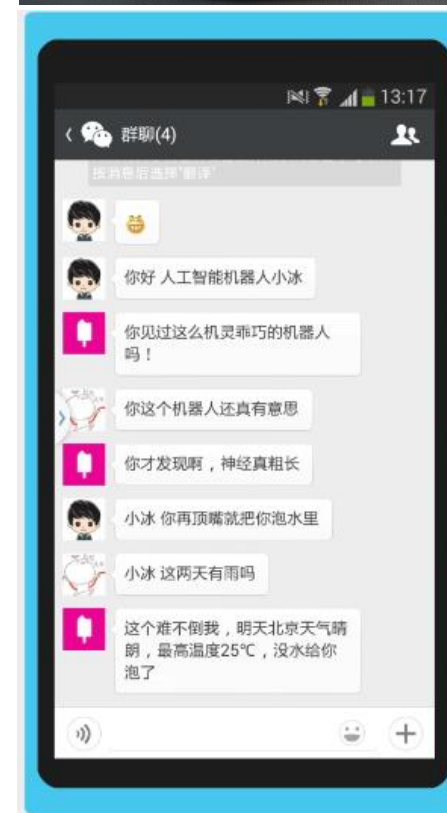 13:17
群聊(4)
按消息后选择"翻译"
你好 人工智能机器人小冰
你见过这么机灵乖巧的机器人
吗！
你这个机器人还真有意思
你才发现啊，神经真粗长
小冰 你再顶嘴就把你泡水里
小冰 这两天有雨吗
这个难不倒我，明天北京天气晴
朗，最高温度25℃，没水给你
泡了